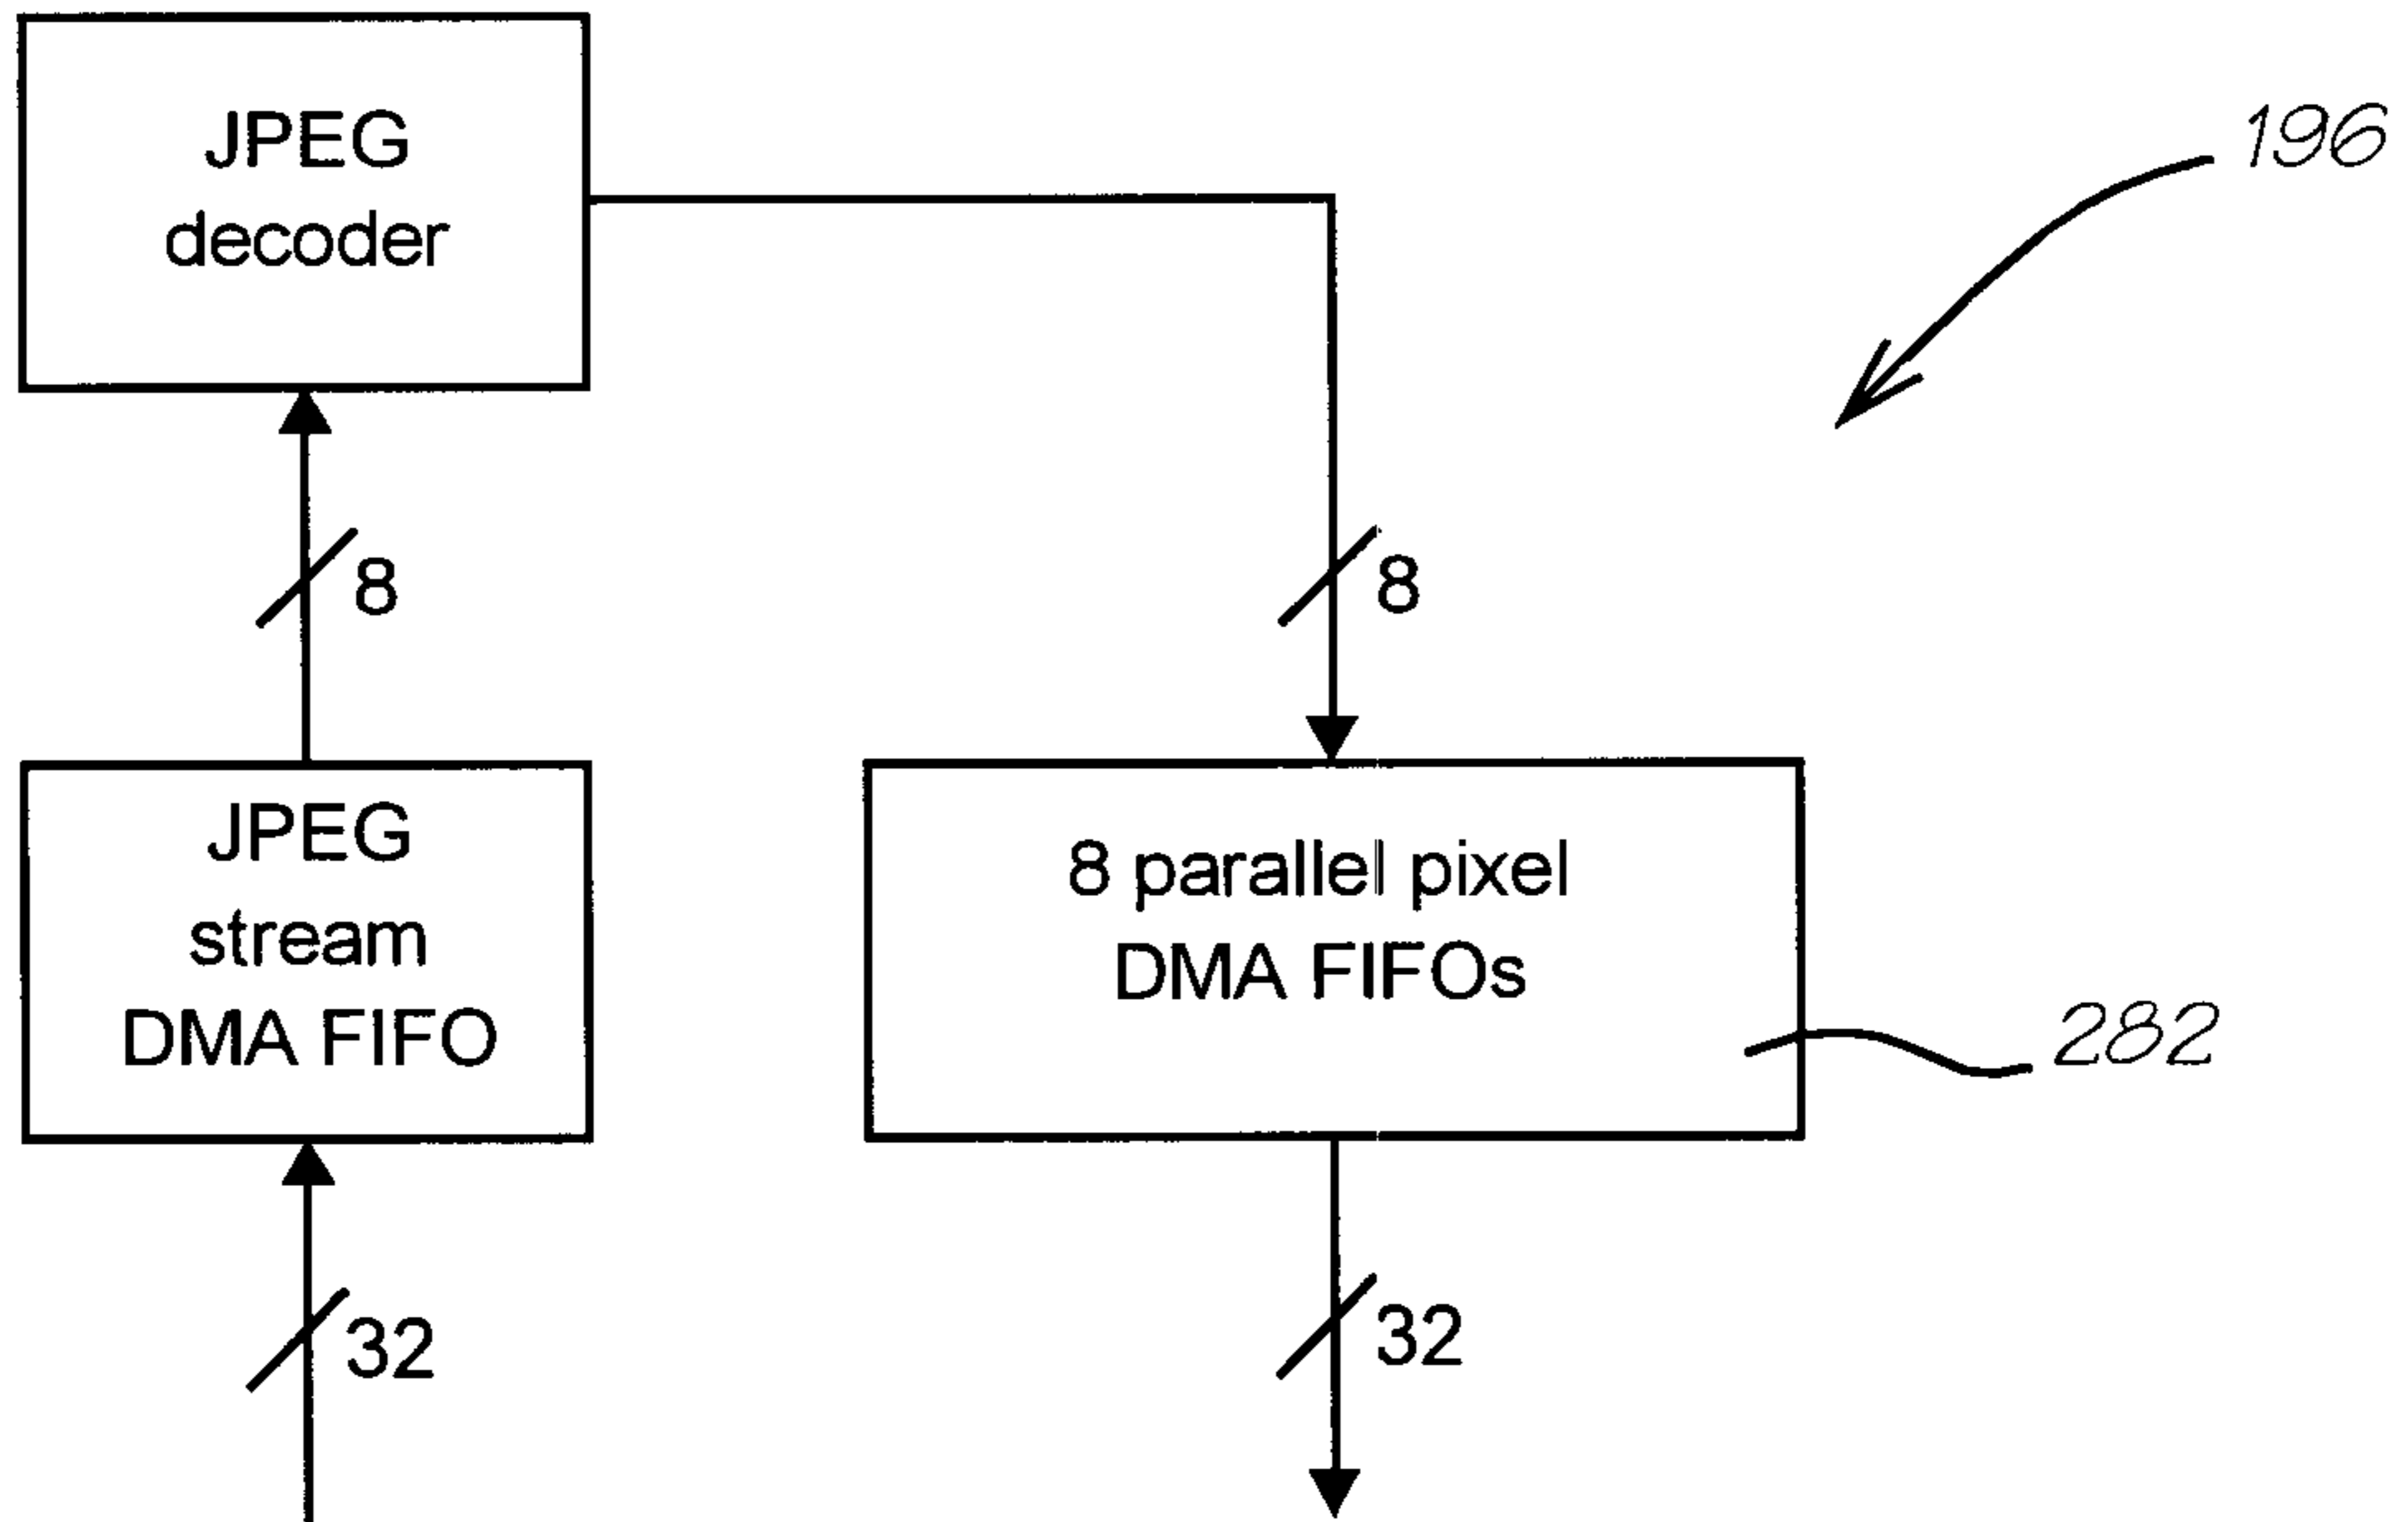 JPEG
decoder
196
8
8
JPEG
stream
DMA FIFO
8 parallel pixel
DMA FIFOs
282
32
32